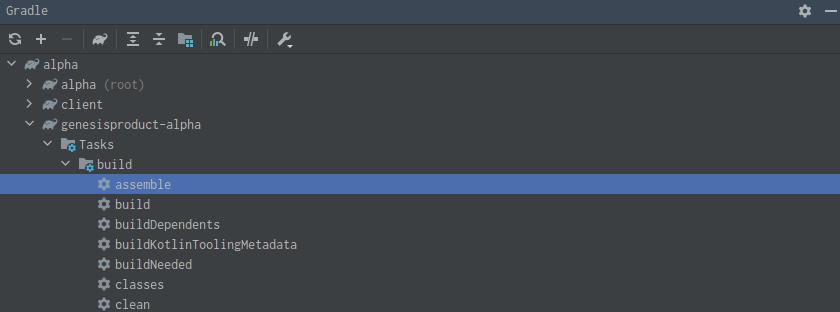 Gradle
alpha
alpha (root)
client
genesisproduct-alpha
Tasks
build
assemble
build
buildDependents
buildKotlinToolingMetadata
buildNeeded
classes
clean